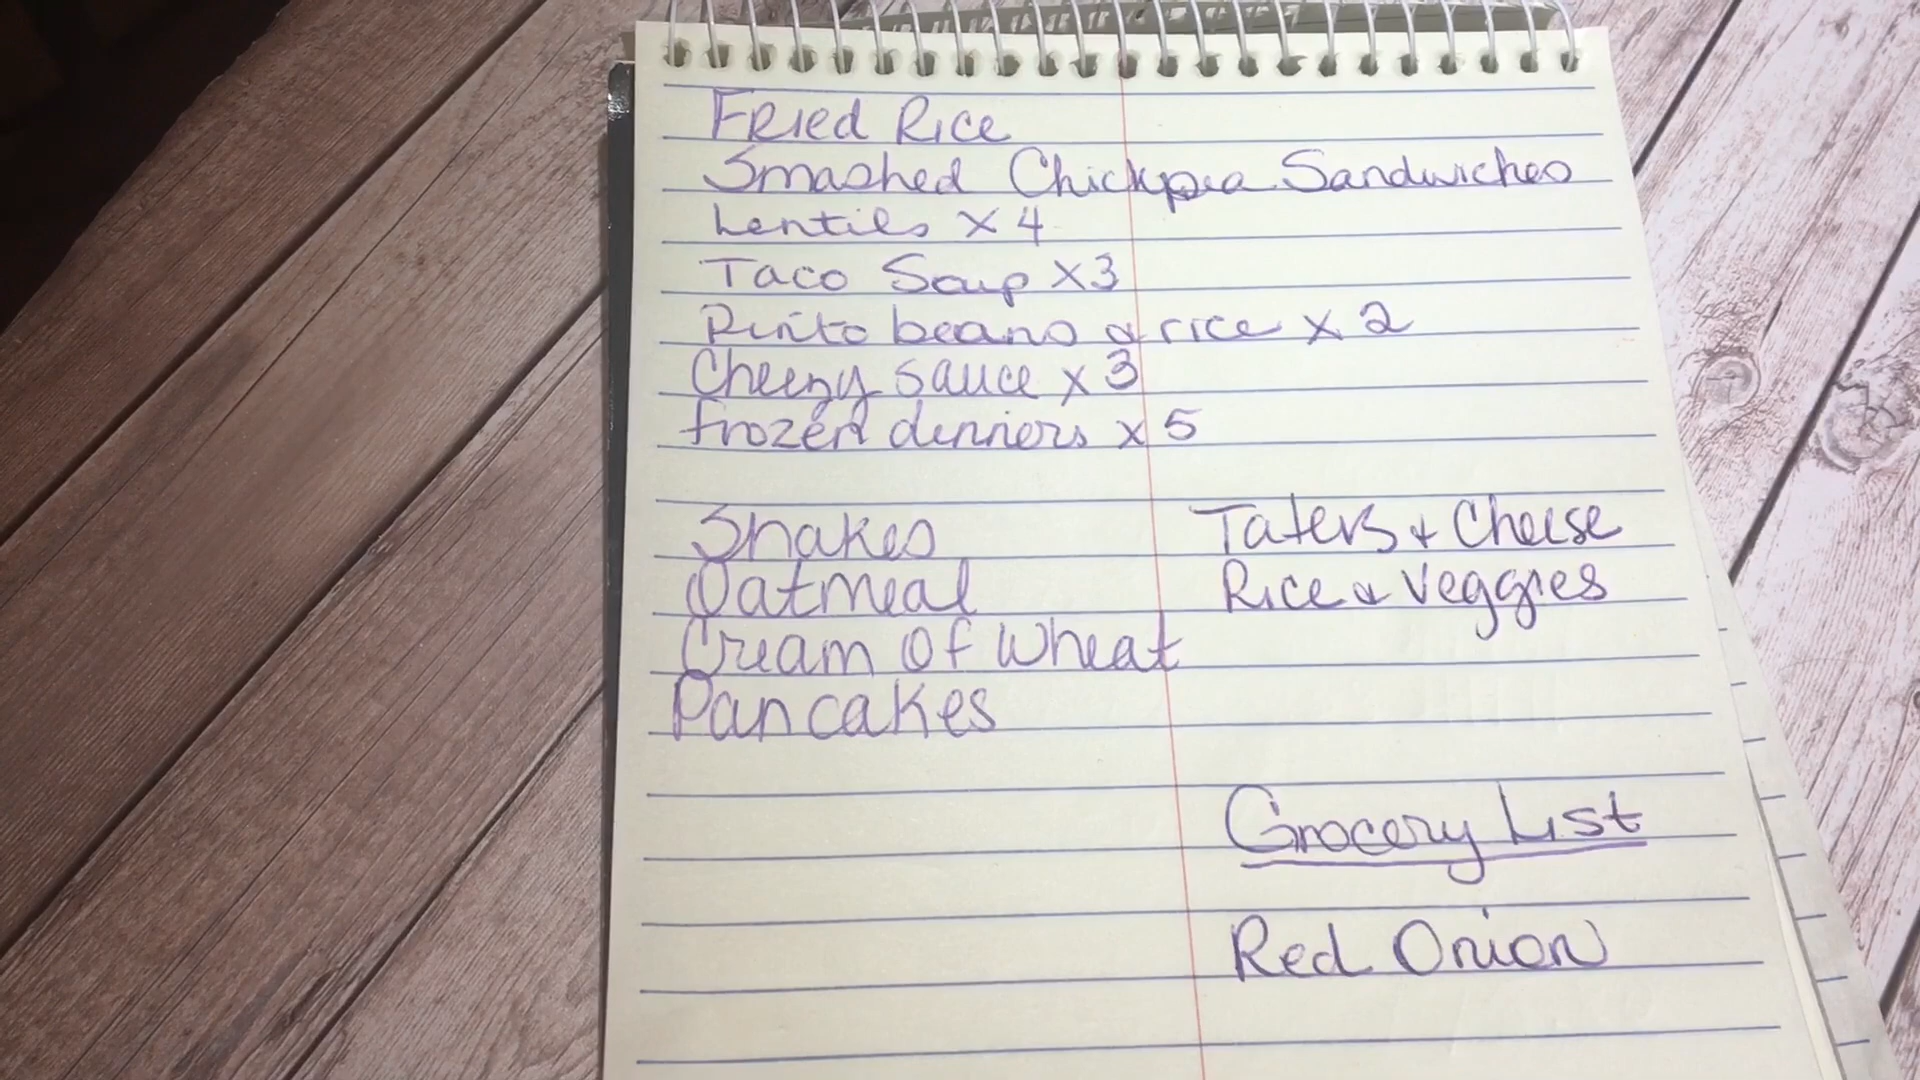 Fried Rice
Smashed Chickpea Sandwiches
Lentils x 4
Taco Soup x3
Pinto beans & rice x 2
Cheezy sauce x 3
frozen dinners x 5
Shakes
Oatmeal
Cream of Wheat
Pancakes
Taters + Cheese
Rice & Veggies
Grocery List
Red Onion